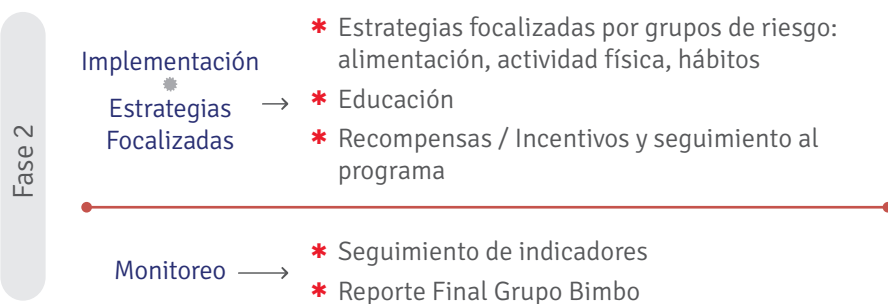 Fase 2
Implementación
Estrategias
Focalizadas
* Estrategias focalizadas por grupos de riesgo:
alimentación, actividad física, hábitos
* Educación
* Recompensas / Incentivos y seguimiento al
programa
Monitoreo
* Seguimiento de indicadores
* Reporte Final Grupo Bimbo